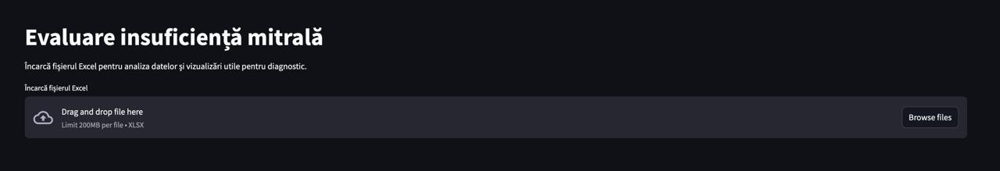 Evaluare insuficiență mitrală
Încarcă fișierul Excel pentru analiza datelor și vizualizări utile pentru diagnostic.
Încarcă fișierul Excel
Drag and drop file here
Limit 200MB per file • XLSX
Browse files